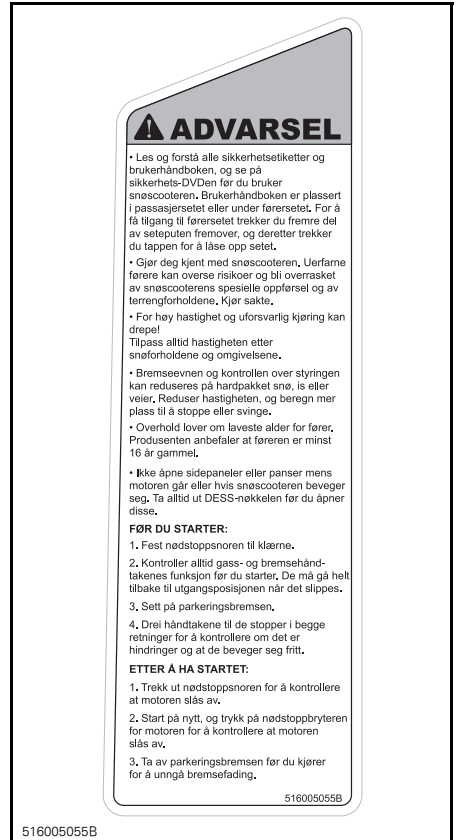 ADVARSEL
• Les og forstå alle sikkerhetsetiketter og
brukerhåndboken, og se på
sikkerhets-DVDen før du bruker
snøscooteren. Brukerhåndboken er plassert
i passasjersetet eller under førersetet. For å
få tilgang til førersetet trekker du fremre del
av seteputen fremover, og deretter trekker
du tappen for å låse opp setet.
• Gjør deg kjent med snøscooteren. Uerfarne
førere kan overse risikoer og bli overrasket
av snøscooterens spesielle oppførsel og av
terrengforholdene. Kjør sakte.
• For høy hastighet og uforsvarlig kjøring kan
drepe!
Tilpass alltid hastigheten etter
snøforholdene og omgivelsene.
• Bremseevnen og kontrollen over styringen
kan reduseres på hardpakket snø, is eller
veier. Reduser hastigheten, og beregn mer
plass til å stoppe eller svinge.
• Overhold lover om laveste alder for fører.
Produsenten anbefaler at føreren er minst
16 år gammel.
• Ikke åpne sidepaneler eller panser mens
motoren går eller hvis snøscooteren beveger
seg. Ta alltid ut DESS-nøkkelen før du åpner
disse.
FØR DU STARTER:
1. Fest nødstoppsnoren til klærne.
2. Kontroller alltid gass- og bremsehånd-
takenes funksjon før du starter. De må gå helt
tilbake til utgangsposisjonen når det slippes.
3. Sett på parkeringsbremsen.
4. Drei håndtakene til de stopper i begge
retninger for å kontrollere om det er
hindringer og at de beveger seg fritt.
ETTER Å HA STARTET:
1. Trekk ut nødstoppsnoren for å kontrollere
at motoren slås av.
2. Start på nytt, og trykk på nødstoppbryteren
for motoren for å kontrollere at motoren
slås av.
3. Ta av parkeringsbremsen før du kjører
for å unngå bremsefading.
516005055B
516005055B